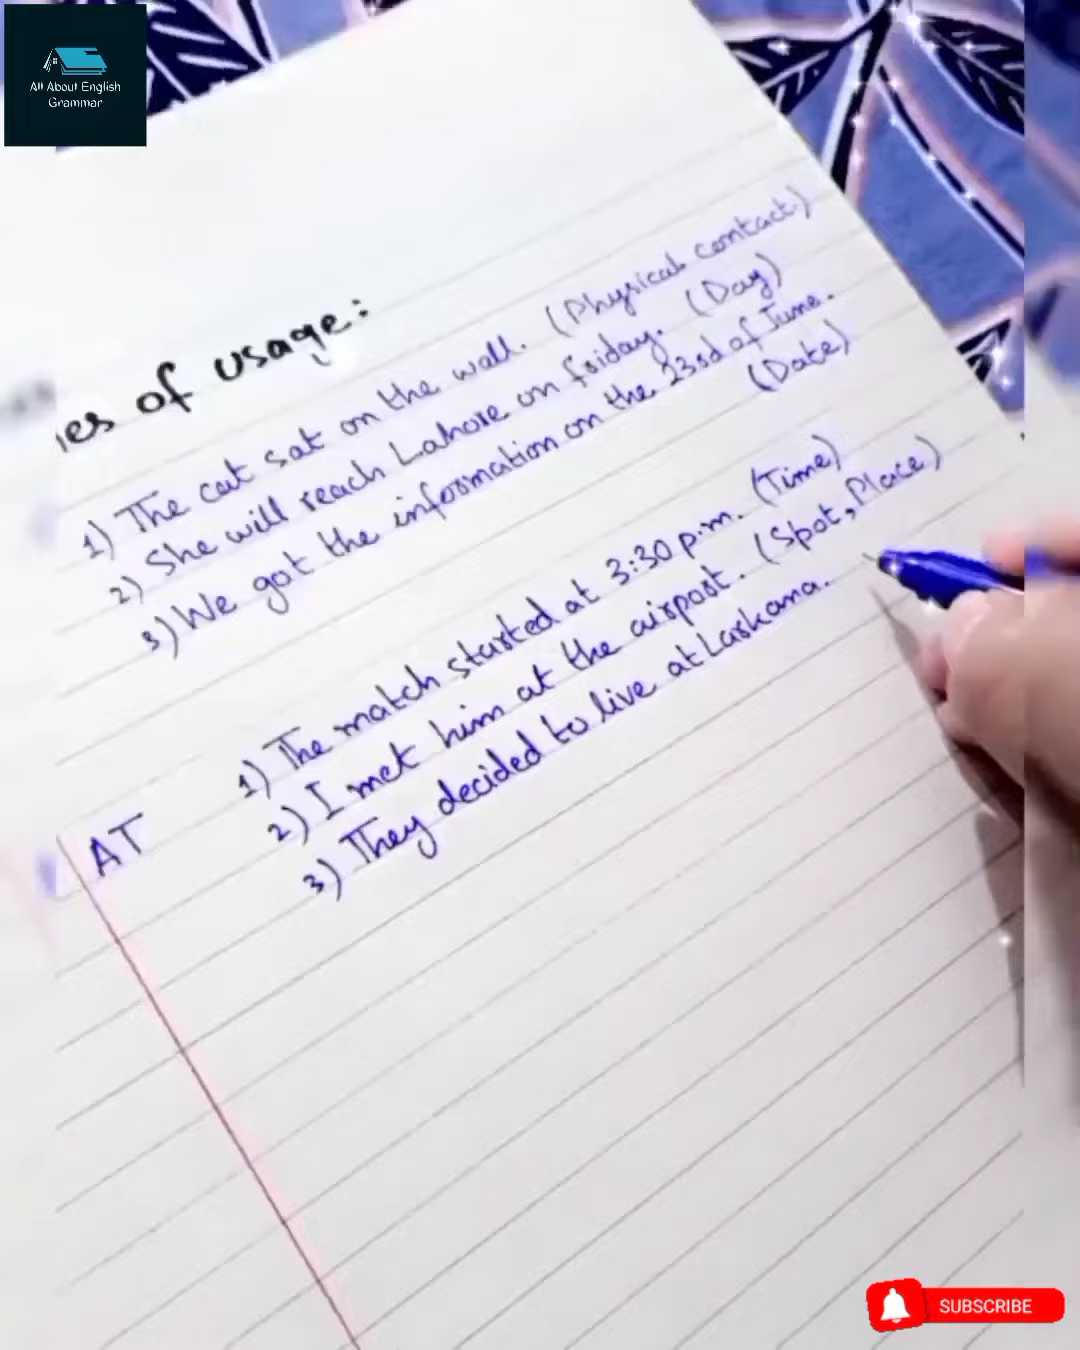 All About English
Grammar
ies of usage:
1) The cat sat on the wall. (Physical contact)
2) She will reach Lahore on friday. (Day)
3) We got the information on the 23rd of June.
(Date)
AT
1) The match started at 3:30 p.m. (Time)
2) I met him at the airport. (Spot, Place)
3) They decided to live at Larkana.
SUBSCRIBE